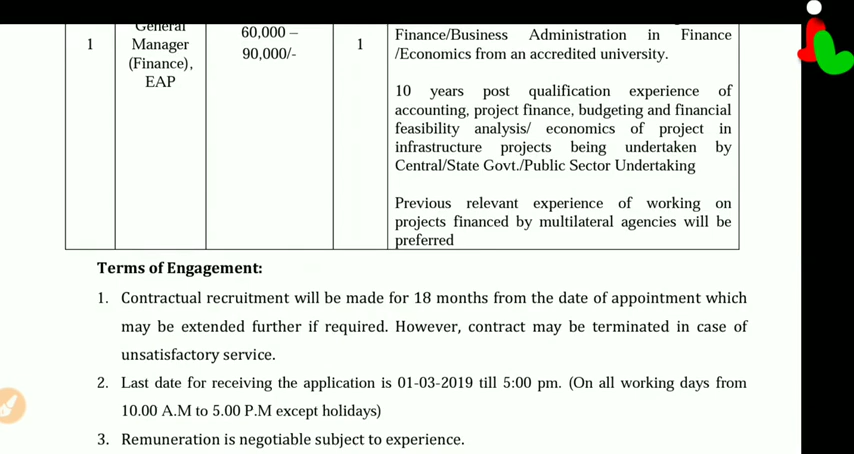 1
General
Manager
(Finance),
EAP
60,000 –
90,000/-
1
Finance/Business Administration in Finance
/Economics from an accredited university.
10 years post qualification experience of
accounting, project finance, budgeting and financial
feasibility analysis/ economics of project in
infrastructure projects being undertaken by
Central/State Govt./Public Sector Undertaking
Previous relevant experience of working on
projects financed by multilateral agencies will be
preferred
Terms of Engagement:
1. Contractual recruitment will be made for 18 months from the date of appointment which
may be extended further if required. However, contract may be terminated in case of
unsatisfactory service.
2. Last date for receiving the application is 01-03-2019 till 5:00 pm. (On all working days from
10.00 A.M to 5.00 P.M except holidays)
3. Remuneration is negotiable subject to experience.